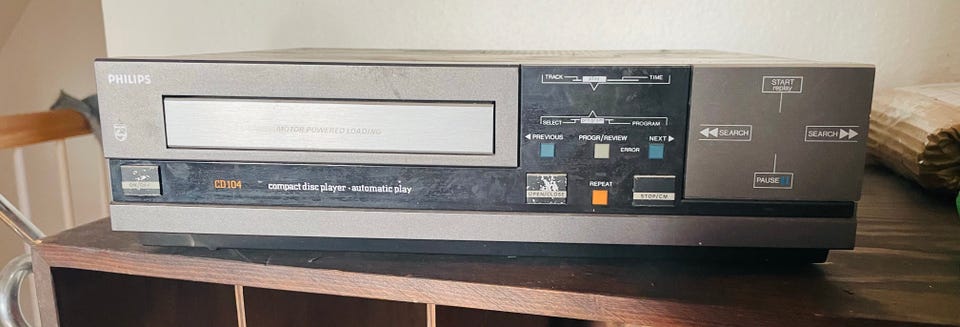 PHILIPS
MOTOR POWERED LOADING
TRACK TIME
SELECT PROGRAM
PREVIOUS PROGR/REVIEW NEXT
ERROR
START
replay
SEARCH SEARCH
PAUSE
ON/OFF
CD104 compact disc player · automatic play
OPEN/CLOSE
REPEAT
STOP/CM